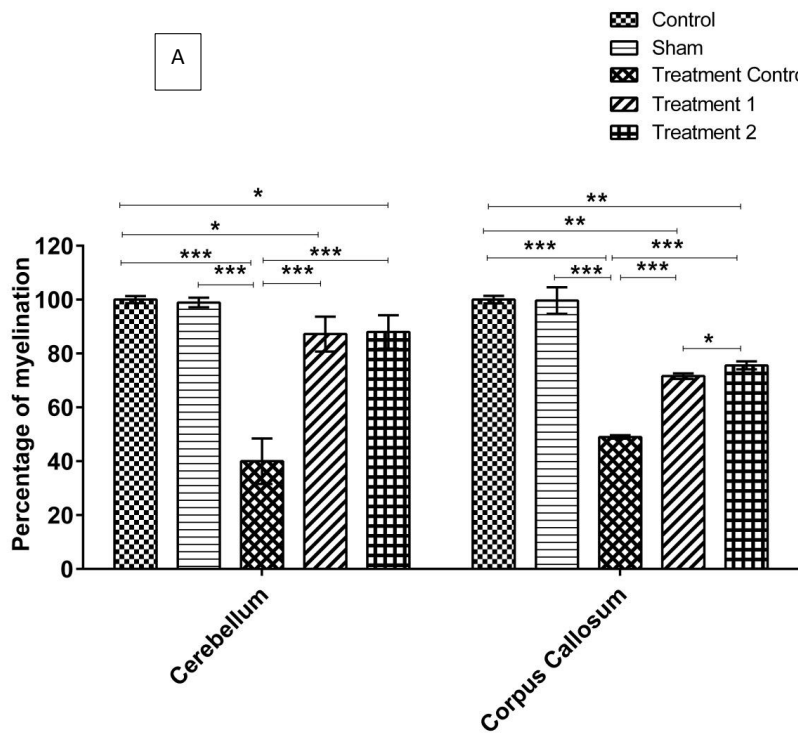 A
Control
Sham
Treatment Contro
Treatment 1
Treatment 2
*
**
*
**
***
***
***
***
***
***
***
***
*
120
100
80
60
40
20
0
Percentage of myelination
Cerebellum
Corpus Callosum